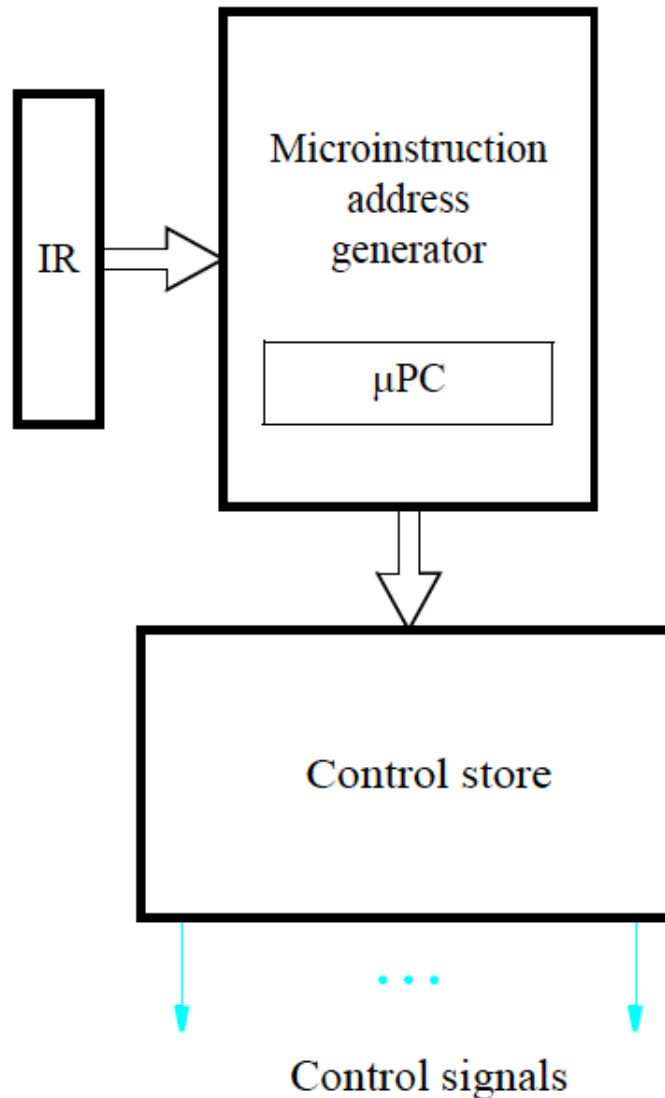 Microinstruction
address
generator
IR
μPC
Control store
Control signals